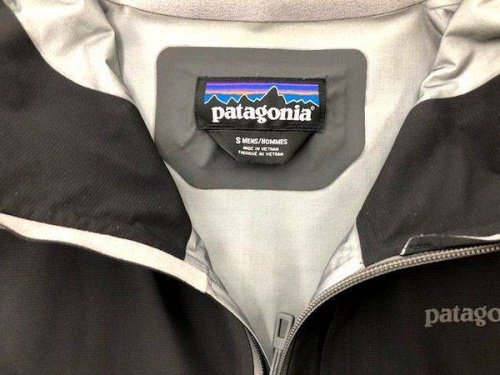 patagonia®
S MENS/HOMMES
MADE IN VIETNAM
FABRIQUÉ AU VIETNAM
patago